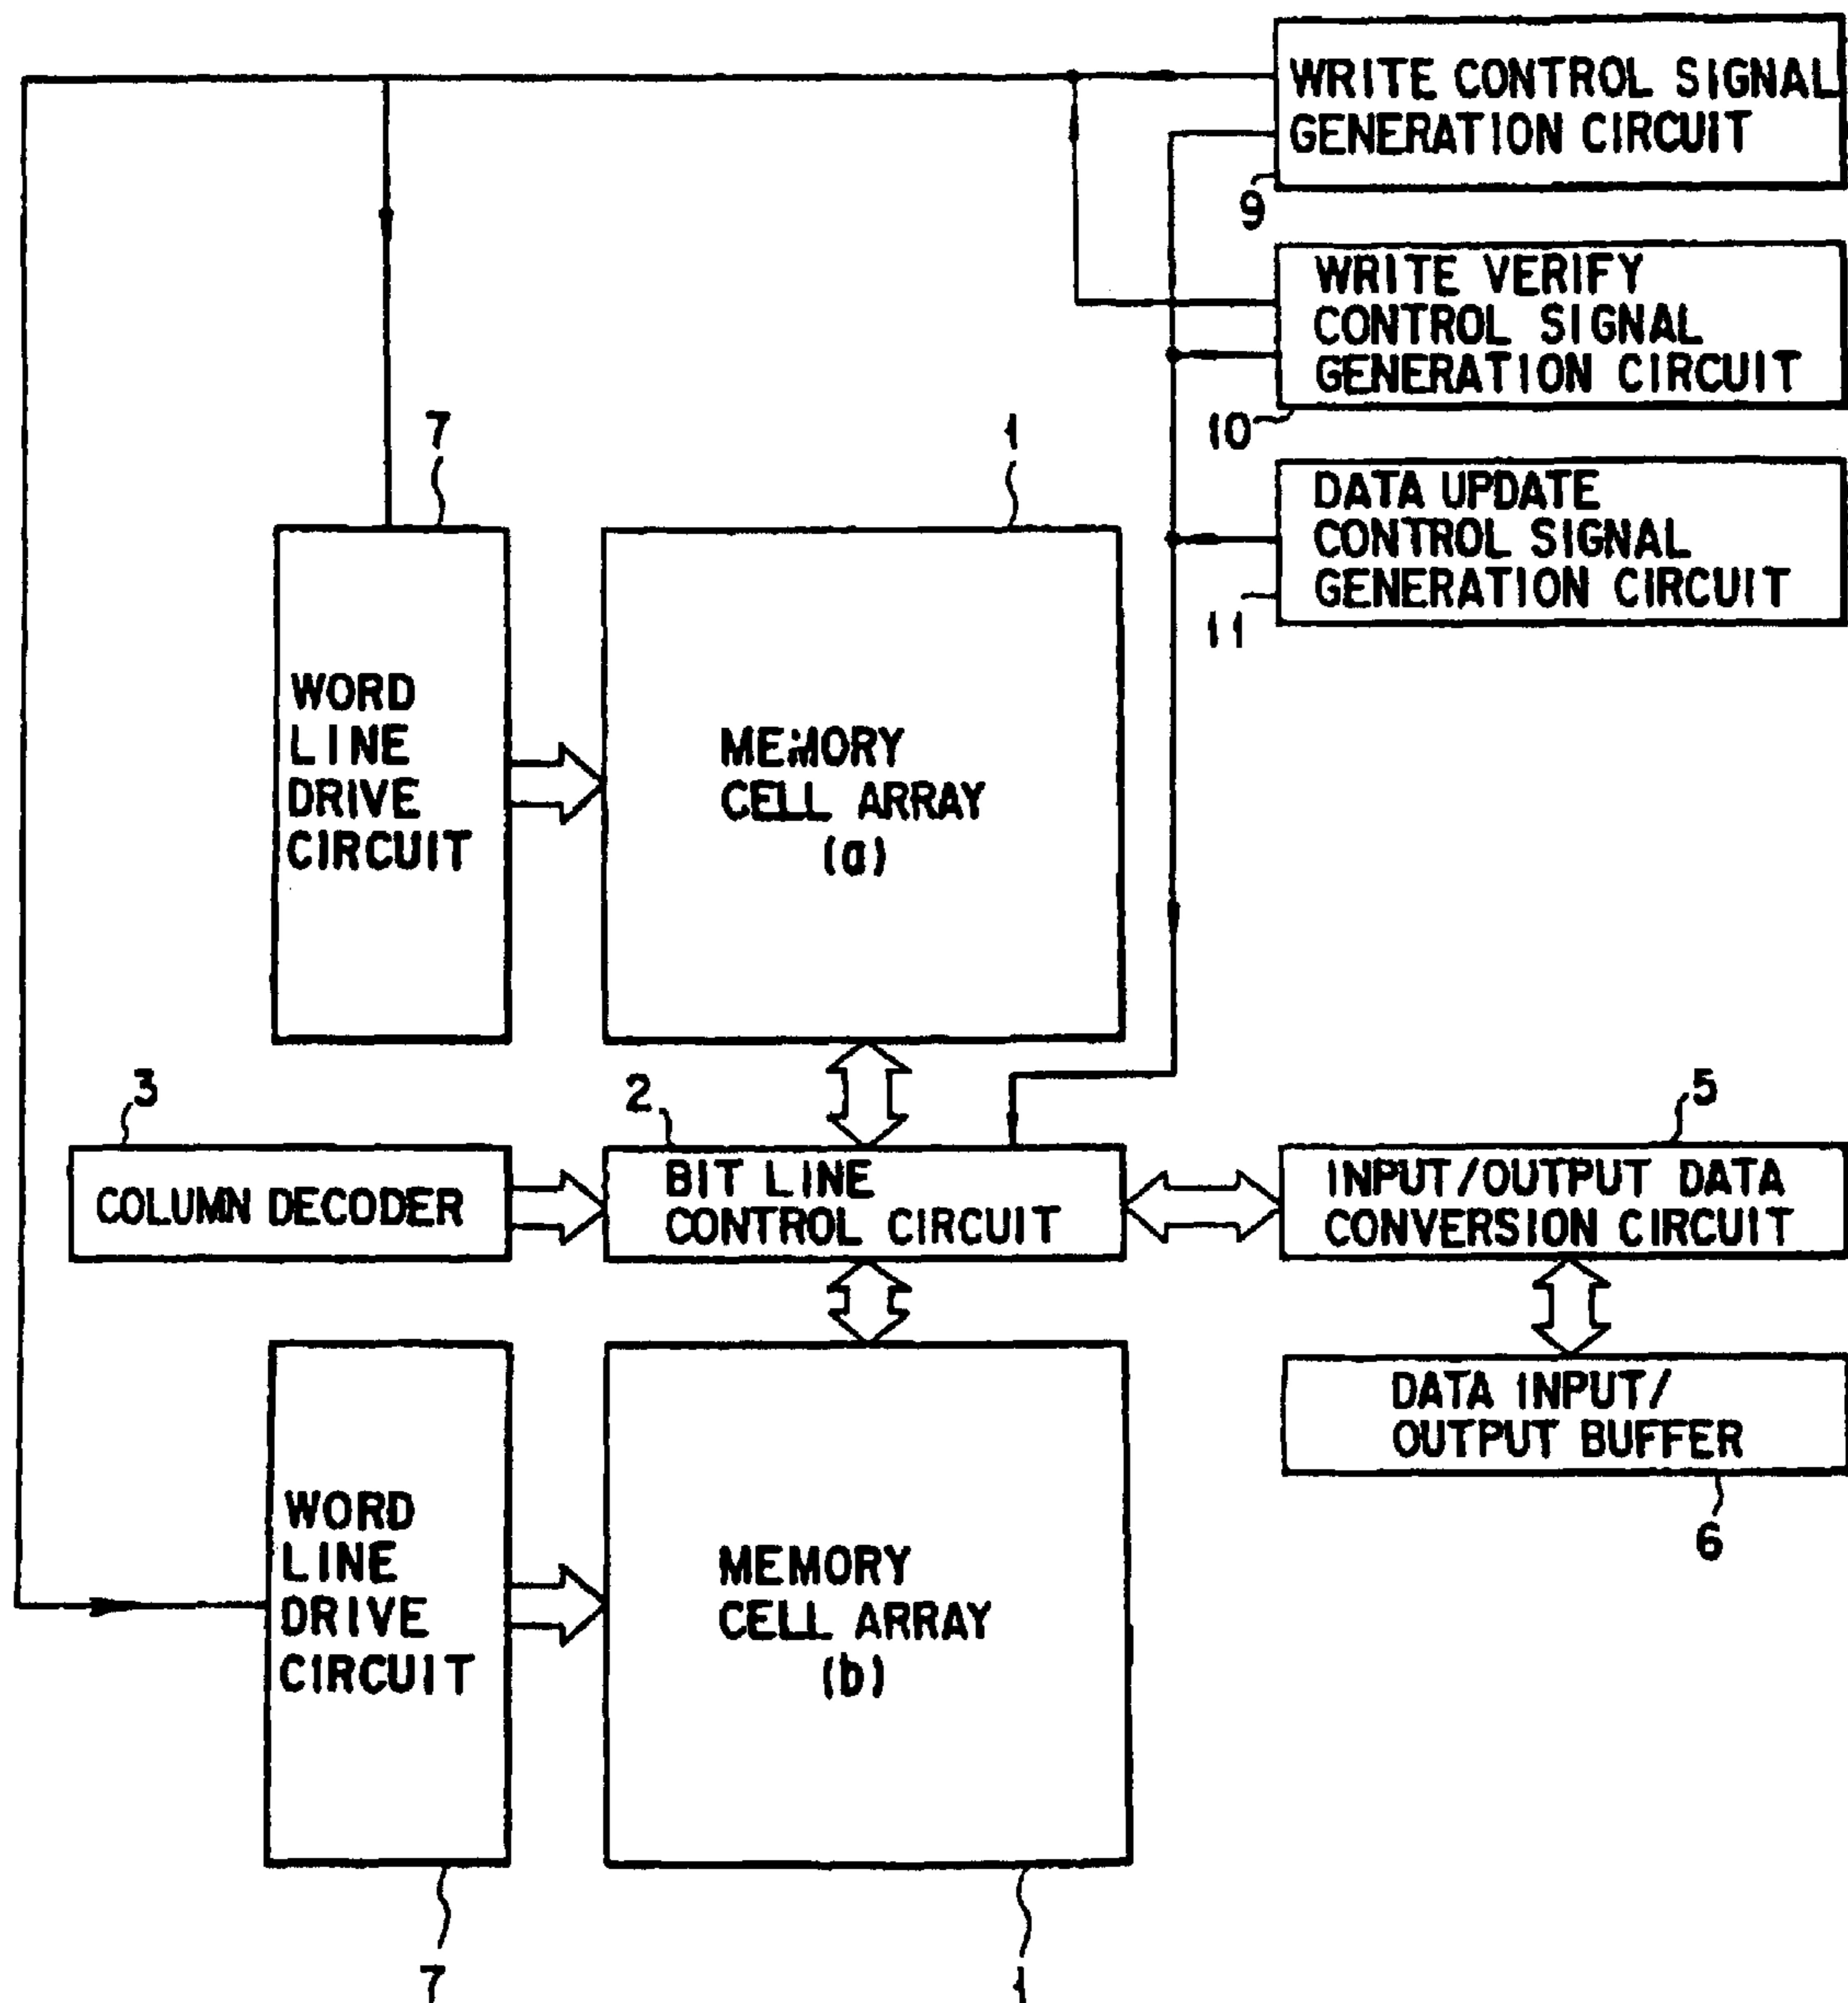 WRITE CONTROL SIGNAL
GENERATION CIRCUIT
9
WRITE VERIFY
CONTROL SIGNAL
GENERATION CIRCUIT
10
DATA UPDATE
CONTROL SIGNAL
GENERATION CIRCUIT
11
7
1
WORD
LINE
DRIVE
CIRCUIT
MEMORY
CELL ARRAY
(a)
3
2
5
COLUMN DECODER
BIT LINE
CONTROL CIRCUIT
INPUT/OUTPUT DATA
CONVERSION CIRCUIT
DATA INPUT/
OUTPUT BUFFER
6
WORD
LINE
DRIVE
CIRCUIT
MEMORY
CELL ARRAY
(b)
7
1